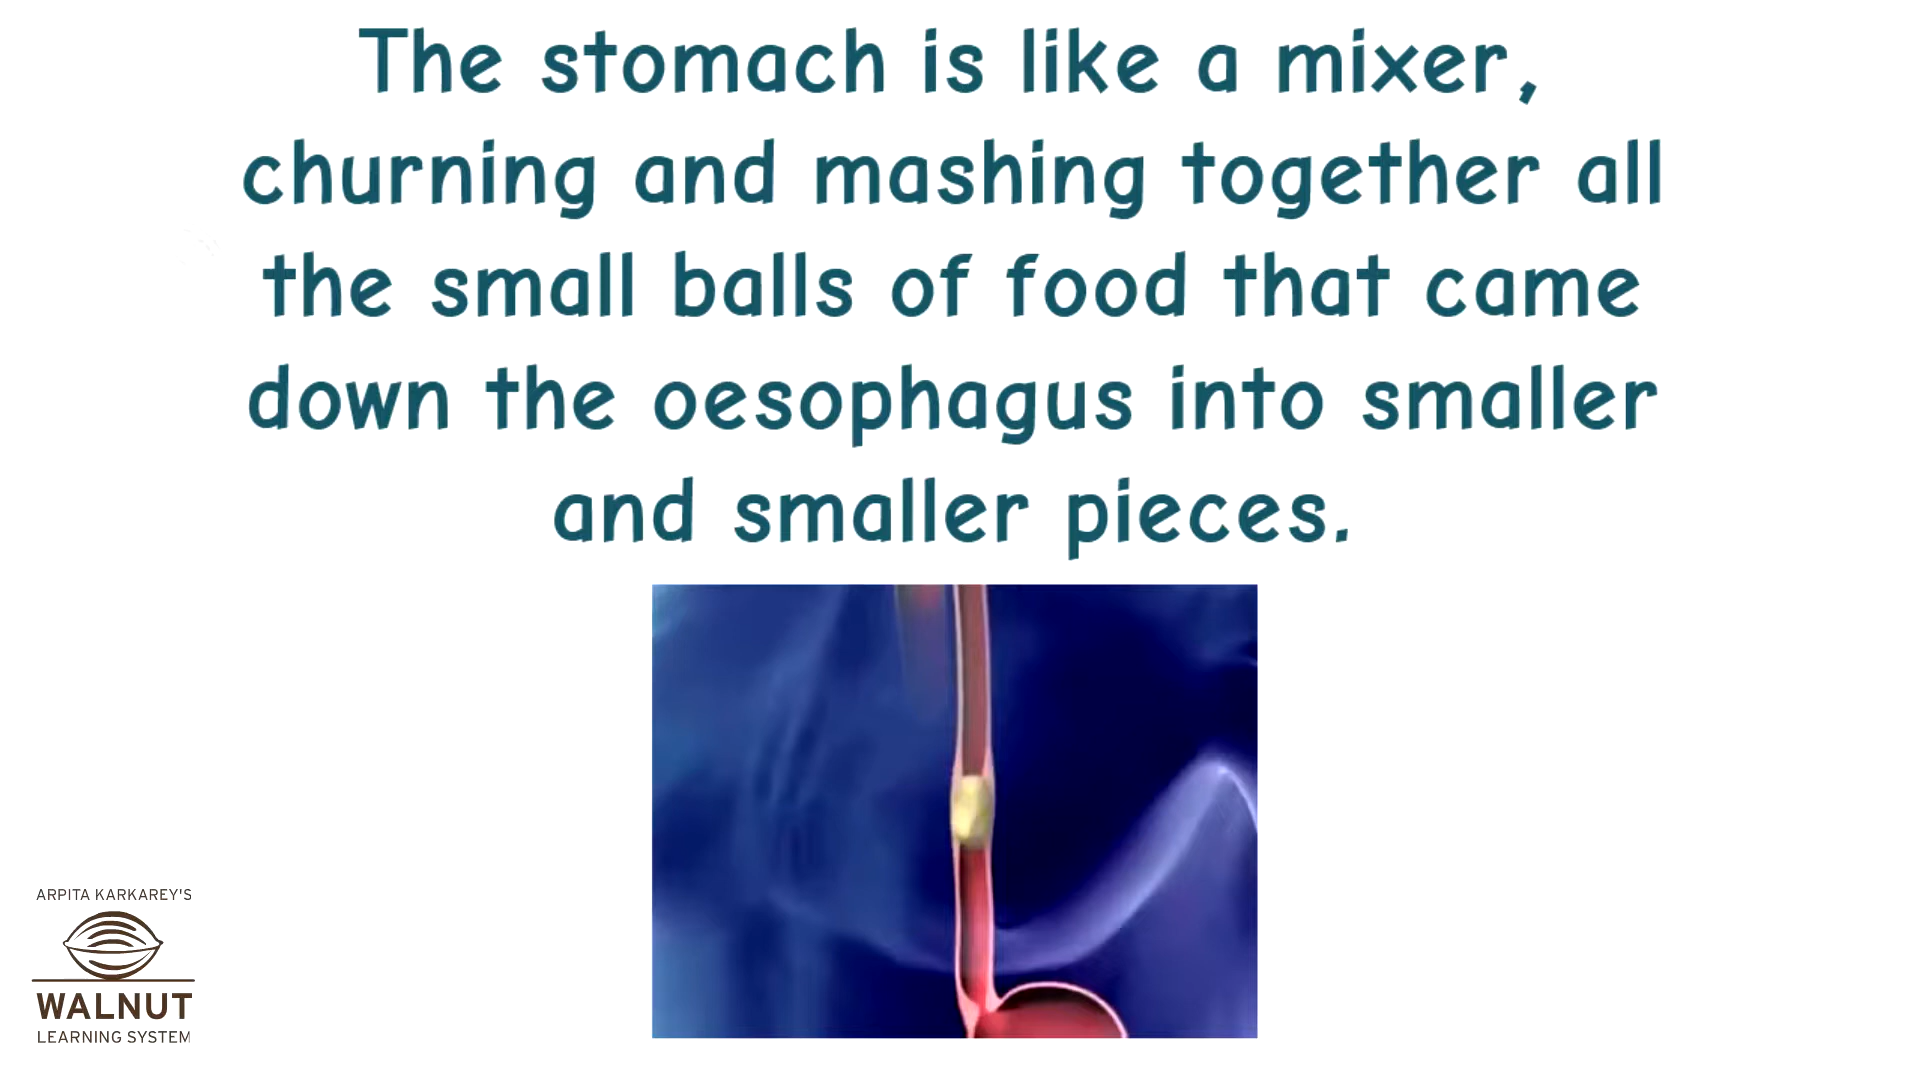 The stomach is like a mixer,
churning and mashing together all
the small balls of food that came
down the oesophagus into smaller
and smaller pieces.
ARPITA KARKAREY'S
WALNUT
LEARNING SYSTEM